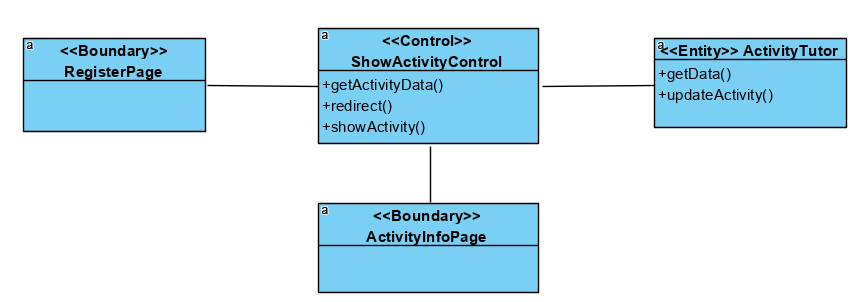 a
<<Boundary>>
RegisterPage
a
<<Control>>
ShowActivityControl
+getActivityData()
+redirect()
+showActivity()
a
<<Entity>> ActivityTutor
+getData()
+updateActivity()
a
<<Boundary>>
ActivityInfoPage